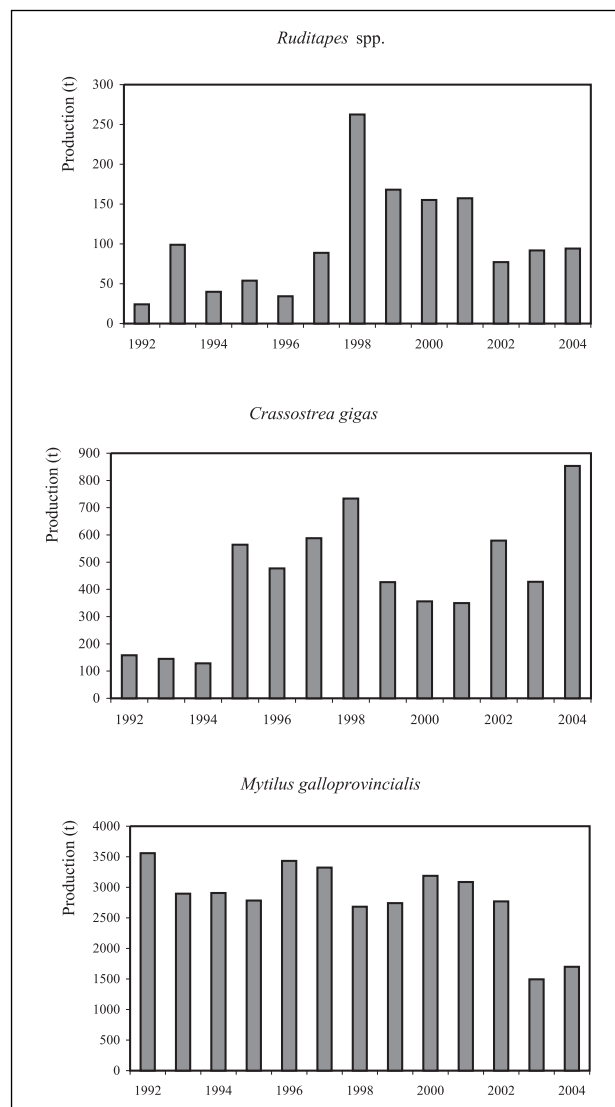 Ruditapes spp.
Production (t)
300
250
200
150
100
50
0
1992 1994 1996 1998 2000 2002 2004
Crassostrea gigas
Production (t)
900
800
700
600
500
400
300
200
100
0
1992 1994 1996 1998 2000 2002 2004
Mytilus galloprovincialis
Production (t)
4000
3500
3000
2500
2000
1500
1000
500
0
1992 1994 1996 1998 2000 2002 2004